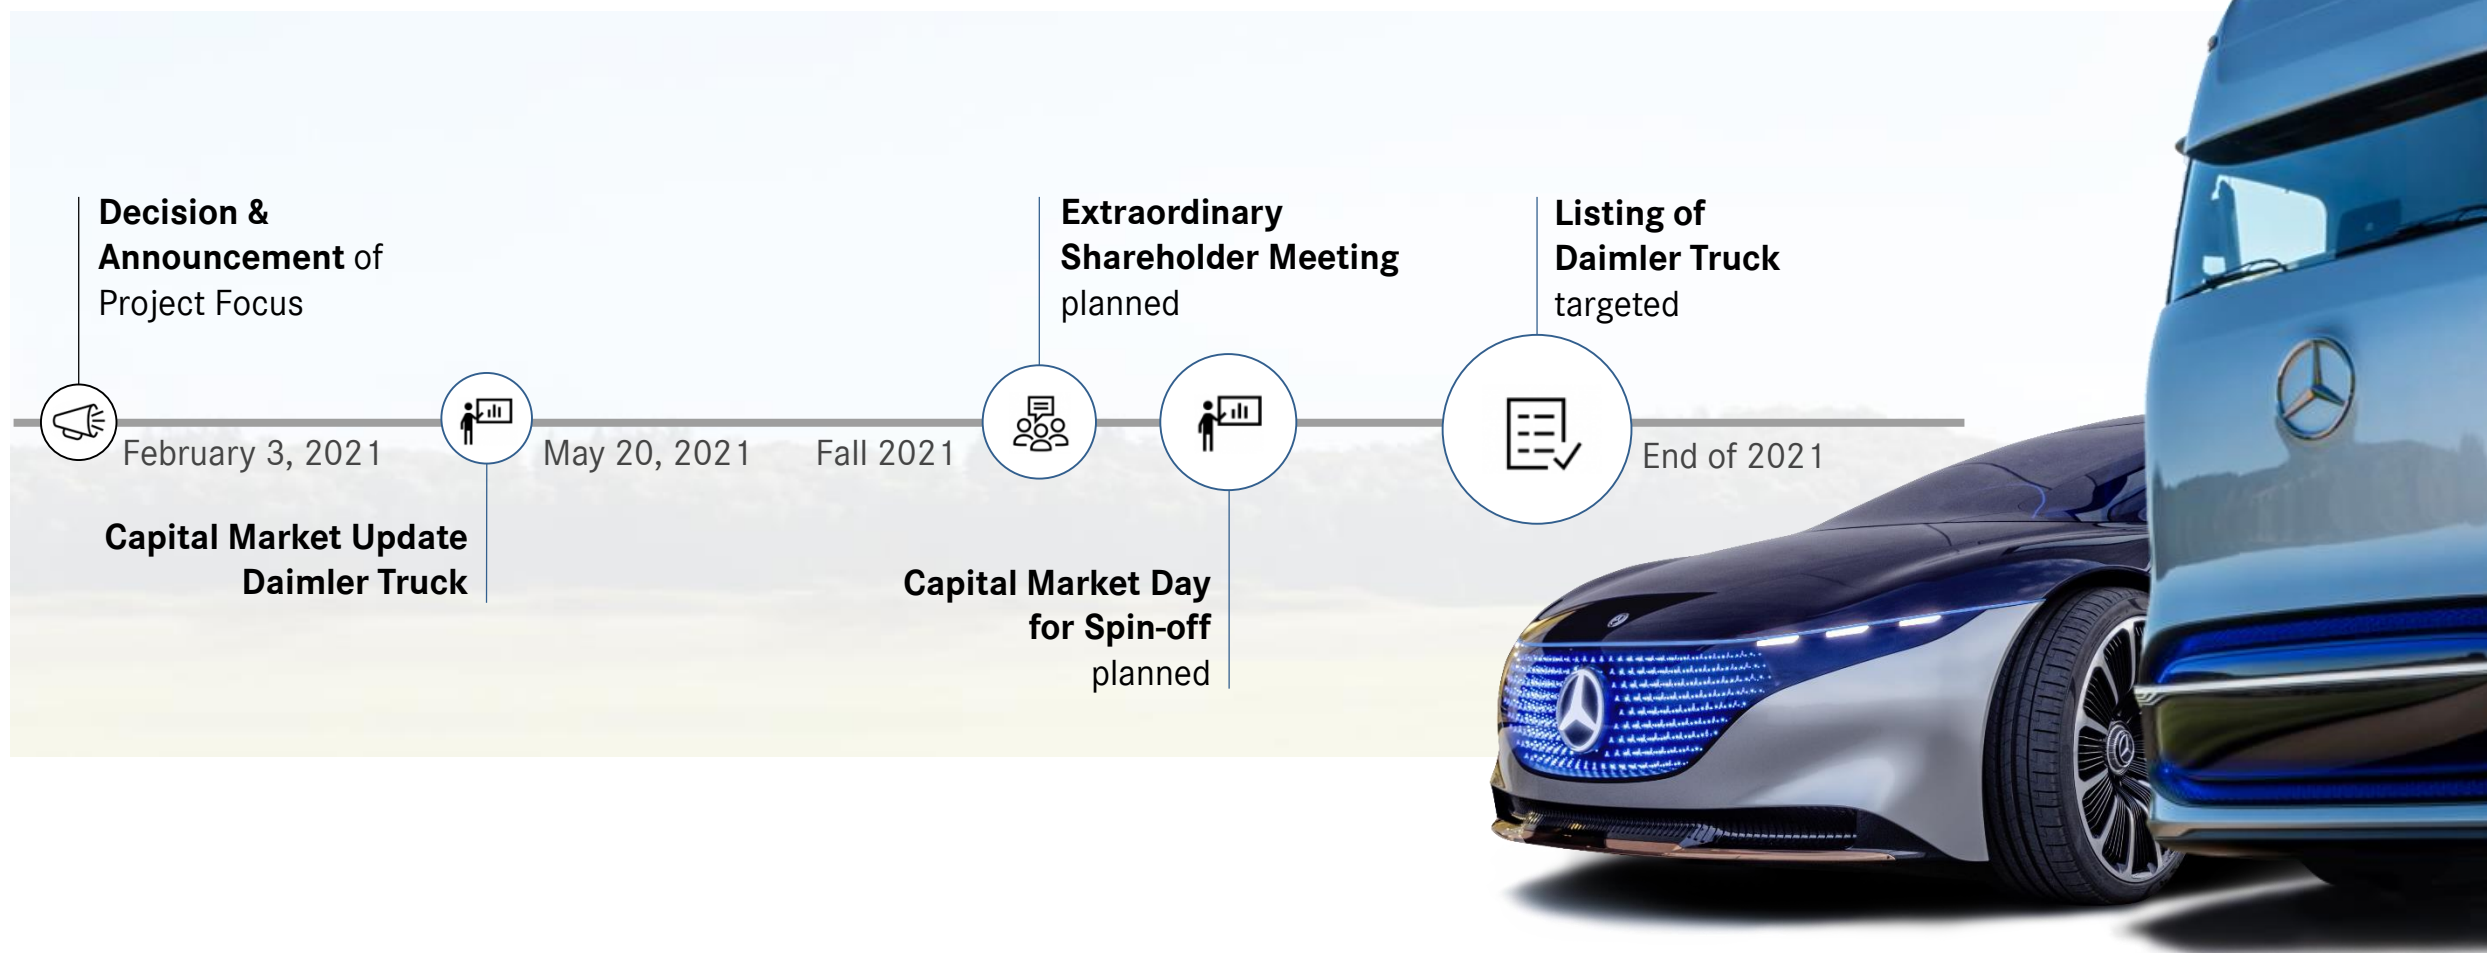 Decision &
Announcement of
Project Focus
February 3, 2021
Capital Market Update
Daimler Truck
May 20, 2021
Fall 2021
Extraordinary
Shareholder Meeting
planned
Capital Market Day
for Spin-off
planned
Listing of
Daimler Truck
targeted
End of 2021